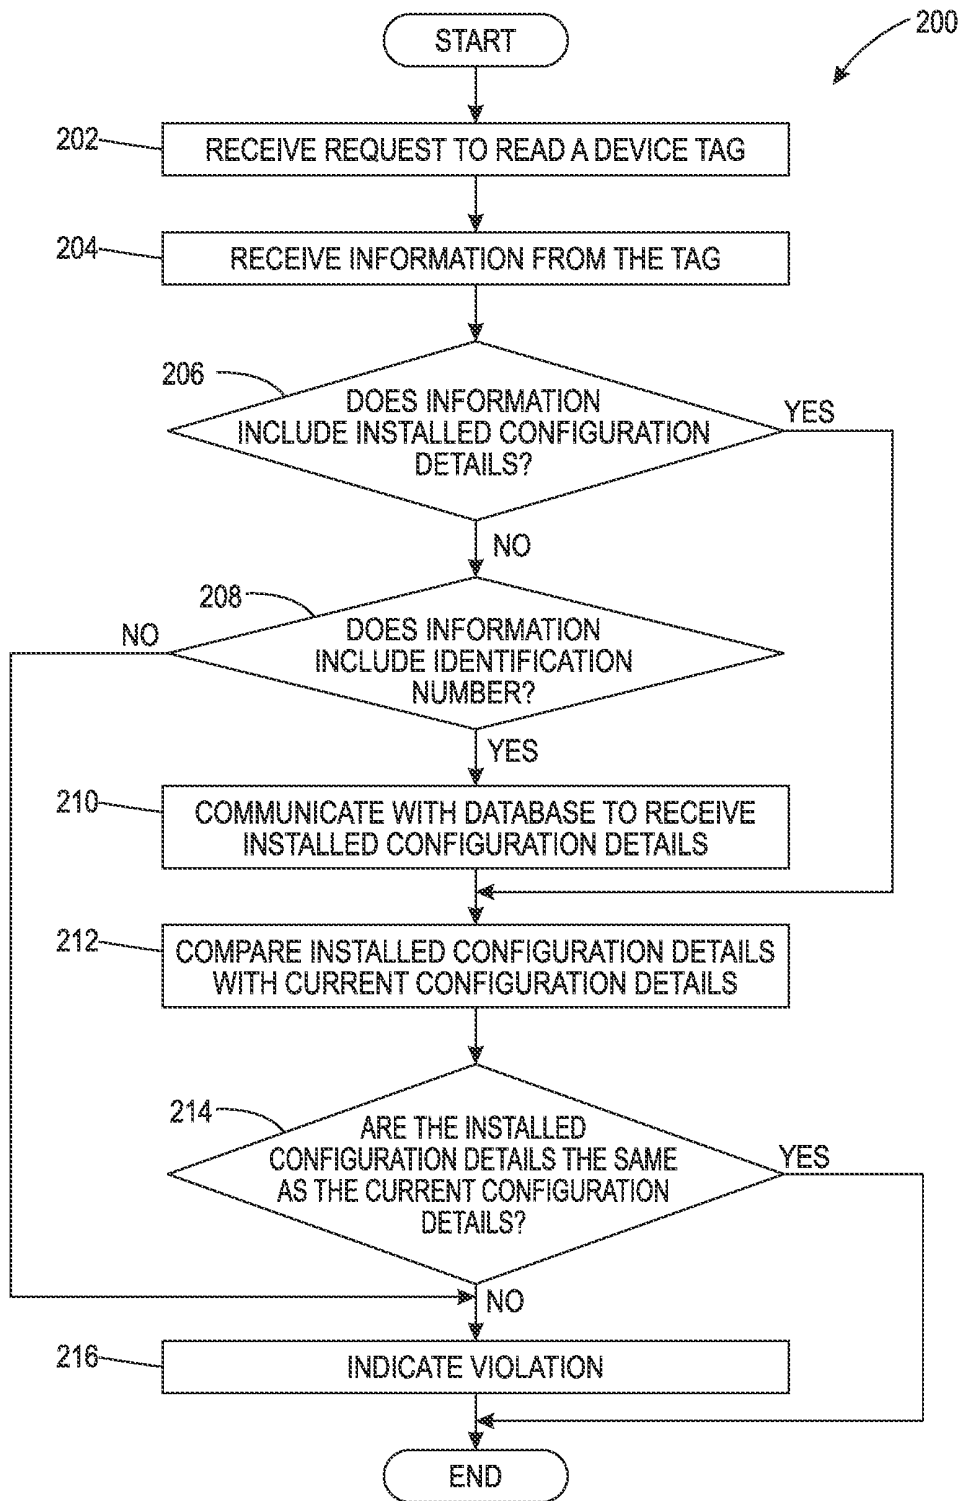 200
START
202
RECEIVE REQUEST TO READ A DEVICE TAG
204
RECEIVE INFORMATION FROM THE TAG
206
DOES INFORMATION
INCLUDE INSTALLED CONFIGURATION
DETAILS?
YES
NO
208
DOES INFORMATION
INCLUDE IDENTIFICATION
NUMBER?
NO
YES
210
COMMUNICATE WITH DATABASE TO RECEIVE
INSTALLED CONFIGURATION DETAILS
212
COMPARE INSTALLED CONFIGURATION DETAILS
WITH CURRENT CONFIGURATION DETAILS
214
ARE THE INSTALLED
CONFIGURATION DETAILS THE SAME
AS THE CURRENT CONFIGURATION
DETAILS?
YES
NO
216
INDICATE VIOLATION
END